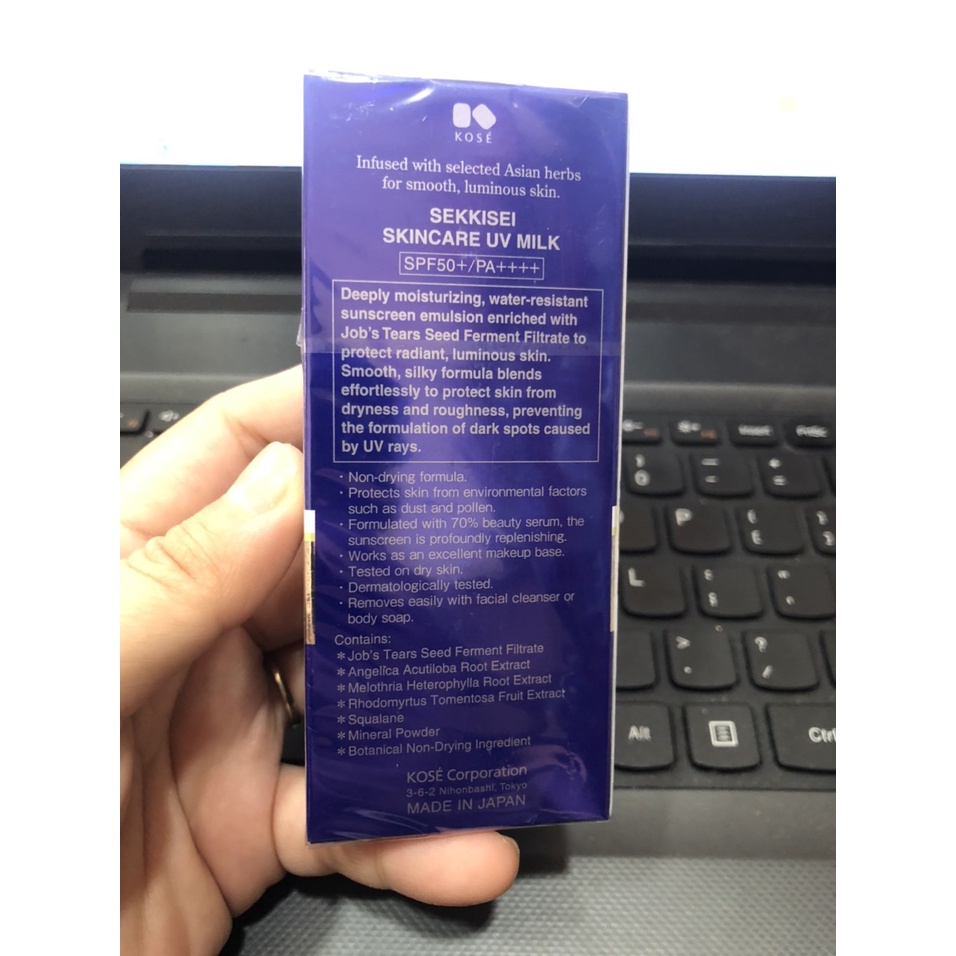 KOSÉ
Infused with selected Asian herbs
for smooth, luminous skin.
SEKKISEI
SKINCARE UV MILK
SPF50+/PA++++
Deeply moisturizing, water-resistant
sunscreen emulsion enriched with
Job's Tears Seed Ferment Filtrate to
protect radiant, luminous skin.
Smooth, silky formula blends
effortlessly to protect skin from
dryness and roughness, preventing
the formulation of dark spots caused
by UV rays.
· Non-drying formula.
· Protects skin from environmental factors
such as dust and pollen.
· Formulated with 70% beauty serum, the
sunscreen is profoundly replenishing.
· Works as an excellent makeup base.
· Tested on dry skin.
· Dermatologically tested.
· Removes easily with facial cleanser or
body soap.
Contains:
*Job's Tears Seed Ferment Filtrate
*Angelica Acutiloba Root Extract
*Melothria Heterophylla Root Extract
*Rhodomyrtus Tomentosa Fruit Extract
*Squalane
*Mineral Powder
*Botanical Non-Drying Ingredient
KOSÉ Corporation
3-6-2 Nihonbashi, Tokyo
MADE IN JAPAN
Insert
PrtSc
P
L
Alt
Ctrl